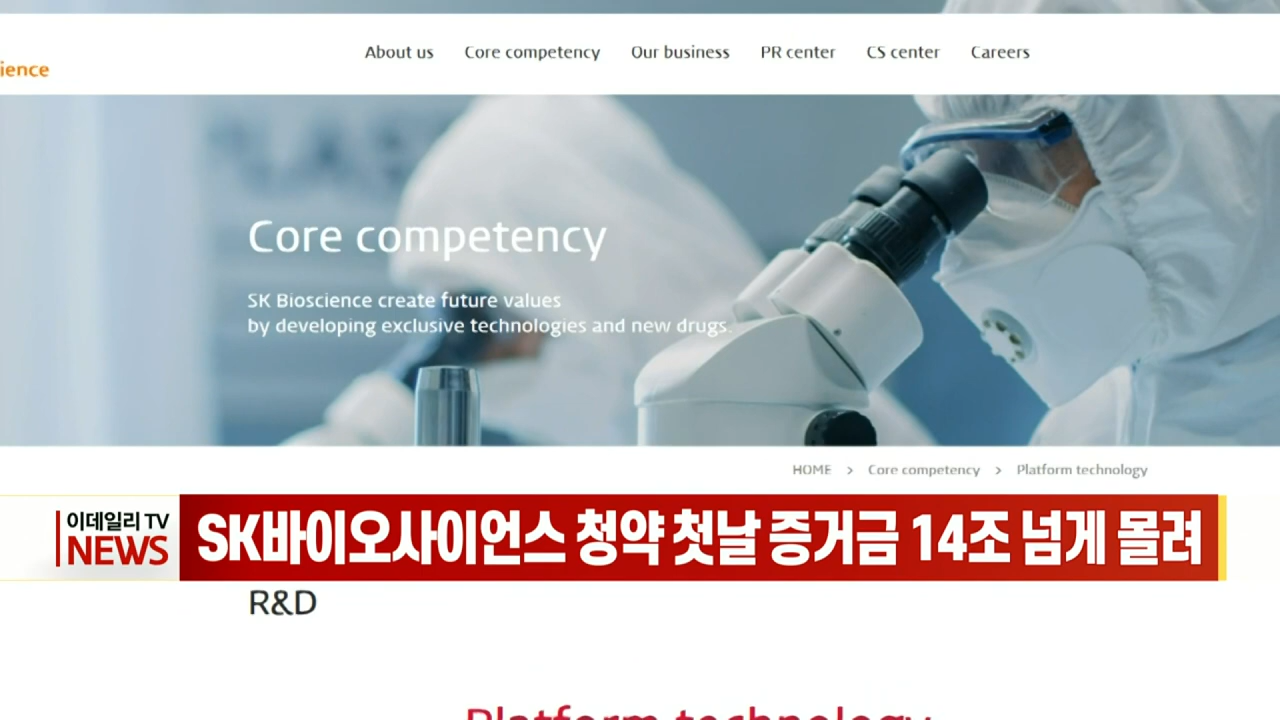 About us Core competency Our business PR center CS center Careers
ience
Core competency
SK Bioscience create future values
by developing exclusive technologies and new drugs.
HOME > Core competency > Platform technology
이데일리 TV
NEWS
SK바이오사이언스 청약 첫날 증거금 14조 넘게 몰려
R&D
Platform technology